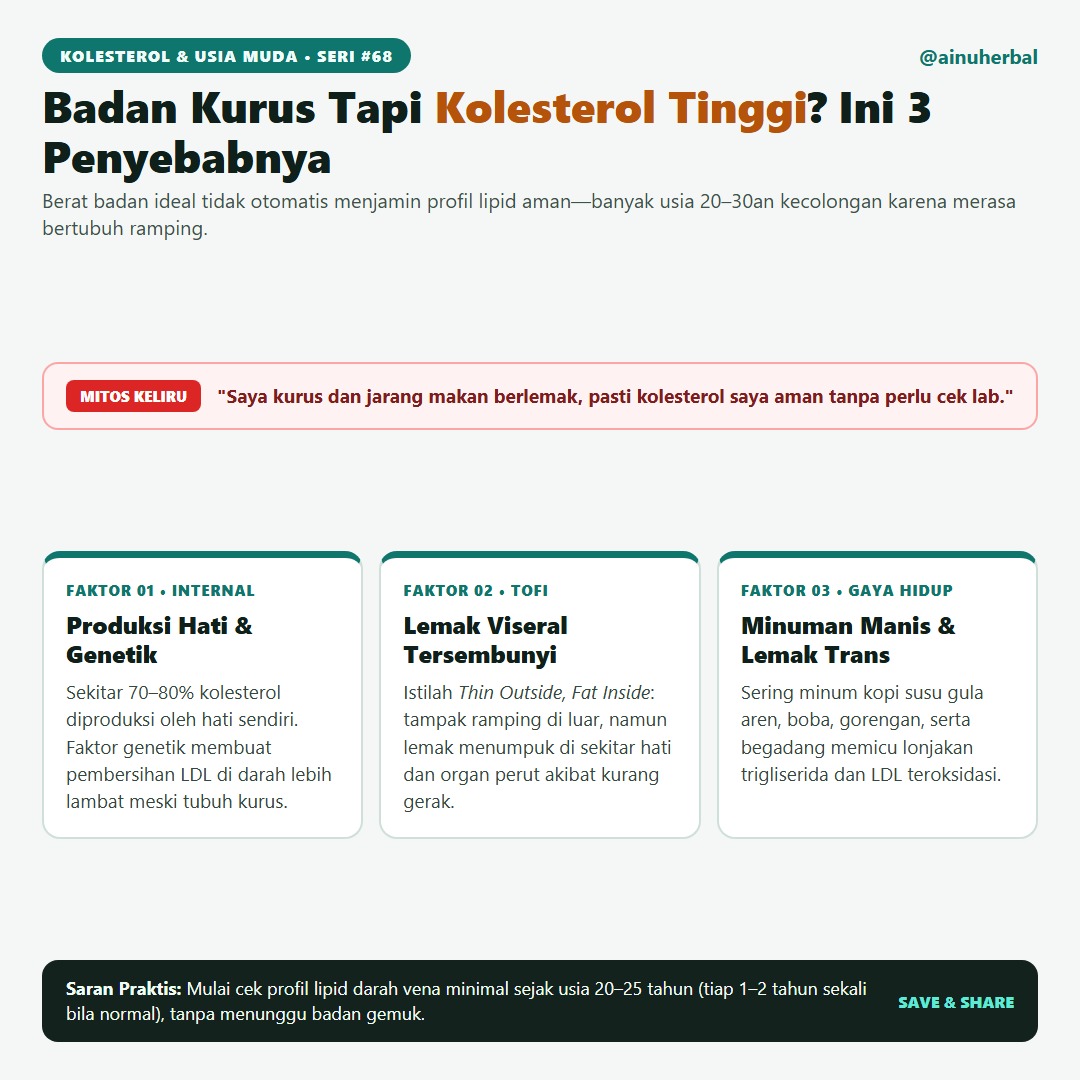 KOLESTEROL & USIA MUDA • SERI #68
@ainuherbal
Badan Kurus Tapi Kolesterol Tinggi? Ini 3
Penyebabnya
Berat badan ideal tidak otomatis menjamin profil lipid aman—banyak usia 20–30an kecolongan karena merasa
bertubuh ramping.
MITOS KELIRU
"Saya kurus dan jarang makan berlemak, pasti kolesterol saya aman tanpa perlu cek lab."
FAKTOR 01 • INTERNAL
Produksi Hati &
Genetik
Sekitar 70–80% kolesterol
diproduksi oleh hati sendiri.
Faktor genetik membuat
pembersihan LDL di darah lebih
lambat meski tubuh kurus.
FAKTOR 02 • TOFI
Lemak Viseral
Tersembunyi
Istilah Thin Outside, Fat Inside:
tampak ramping di luar, namun
lemak menumpuk di sekitar hati
dan organ perut akibat kurang
gerak.
FAKTOR 03 • GAYA HIDUP
Minuman Manis &
Lemak Trans
Sering minum kopi susu gula
aren, boba, gorengan, serta
begadang memicu lonjakan
trigliserida dan LDL teroksidasi.
Saran Praktis: Mulai cek profil lipid darah vena minimal sejak usia 20–25 tahun (tiap 1–2 tahun sekali
bila normal), tanpa menunggu badan gemuk.
SAVE & SHARE